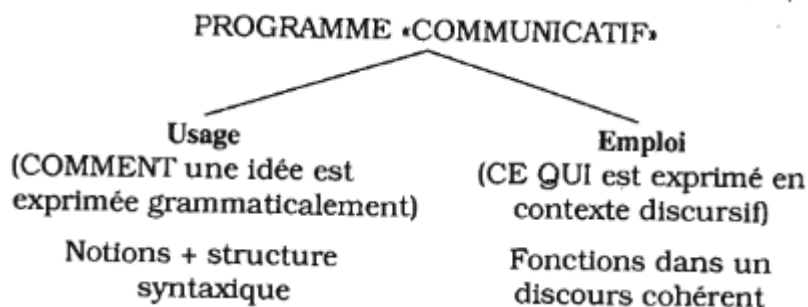 PROGRAMME «COMMUNICATIF»
Usage
(COMMENT une idée est
exprimée grammaticalement)
Notions + structure
syntaxique
Emploi
(CE QUI est exprimé en
contexte discursif)
Fonctions dans un
discours cohérent